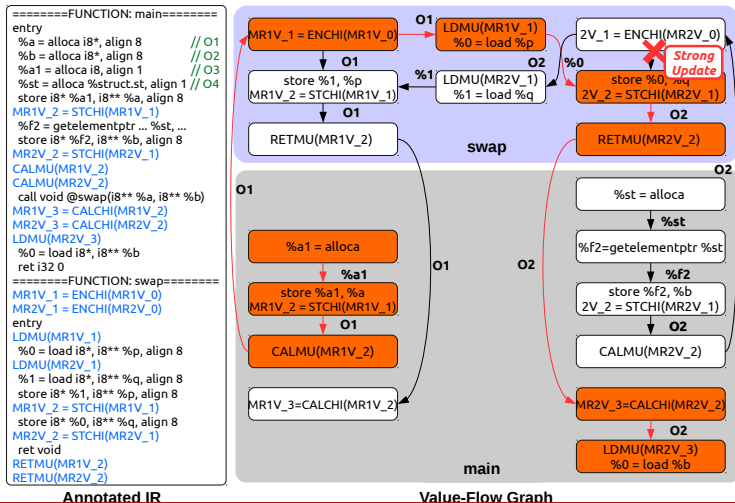 ========FUNCTION: main========
entry
%a = alloca i8*, align 8 // O1
%b = alloca i8*, align 8 // O2
%a1 = alloca i8, align 1 // O3
%st = alloca %struct.st, align 1 // O4
store i8* %a1, i8** %a, align 8
MR1V_2 = STCHI(MR1V_1)
%f2 = getelementptr ... %st, ...
store i8* %f2, i8** %b, align 8
MR2V_2 = STCHI(MR2V_1)
CALMU(MR1V_2)
CALMU(MR2V_2)
call void @swap(i8** %a, i8** %b)
MR1V_3 = CALCHI(MR1V_2)
MR2V_3 = CALCHI(MR2V_2)
LDMU(MR2V_3)
%0 = load i8*, i8** %b
ret i32 0
========FUNCTION: swap========
MR1V_1 = ENCHI(MR1V_0)
MR2V_1 = ENCHI(MR2V_0)
entry
LDMU(MR1V_1)
%0 = load i8*, i8** %p, align 8
LDMU(MR2V_1)
%1 = load i8*, i8** %q, align 8
store i8* %1, i8** %p, align 8
MR1V_2 = STCHI(MR1V_1)
store i8* %0, i8** %q, align 8
MR2V_2 = STCHI(MR2V_1)
ret void
RETMU(MR1V_2)
RETMU(MR2V_2)
Annotated IR
MR1V_1 = ENCHI(MR1V_0)
O1
LDMU(MR1V_1)
%0 = load %p
2V_1 = ENCHI(MR2V_0)
Strong
Update
O1
O2
%0
store %1, %p
MR1V_2 = STCHI(MR1V_1)
%1
LDMU(MR2V_1)
%1 = load %q
store %0, %q
2V_2 = STCHI(MR2V_1)
O1
O2
RETMU(MR1V_2)
swap
RETMU(MR2V_2)
O1
O2
%st = alloca
%st
%a1 = alloca
%f2=getelementptr %st
O1
O2
%a1
%f2
store %a1, %a
MR1V_2 = STCHI(MR1V_1)
store %f2, %b
2V_2 = STCHI(MR2V_1)
O1
O2
CALMU(MR1V_2)
CALMU(MR2V_2)
MR1V_3=CALCHI(MR1V_2)
MR2V_3=CALCHI(MR2V_2)
O2
LDMU(MR2V_3)
%0 = load %b
main
Value-Flow Graph